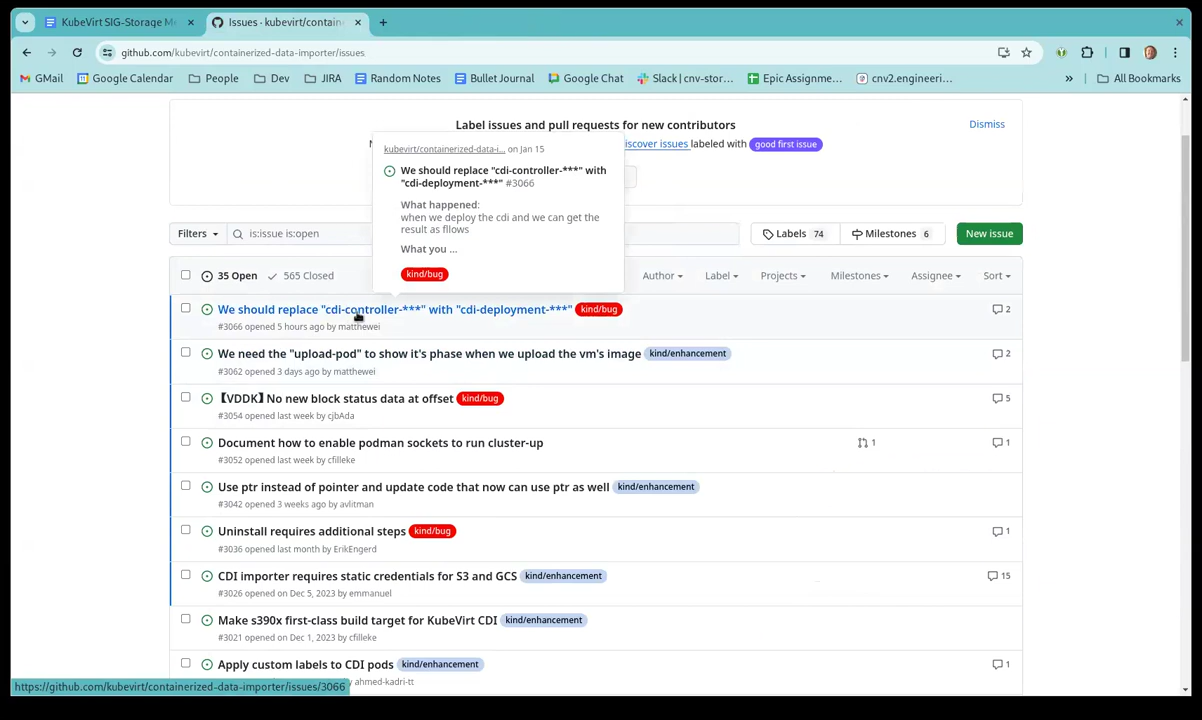 KubeVirt SIG-Storage M
Issues · kubevirt/contain
github.com/kubevirt/containerized-data-importer/issues
GMail
Google Calendar
People
Dev
JIRA
Random Notes
Bullet Journal
Google Chat
Slack | cnv-stor...
Epic Assignme...
cnv2.engineeri...
»
All Bookmarks
Label issues and pull requests for new contributors
Dismiss
iscover issues labeled with good first issue
kubevirt/containerized-data-i... on Jan 15
We should replace "cdi-controller-***" with
"cdi-deployment-***" #3066
What happened:
when we deploy the cdi and we can get the
result as fllows
What you ...
kind/bug
Filters
is:issue is:open
Labels 74
Milestones 6
New issue
35 Open
565 Closed
Author
Label
Projects
Milestones
Assignee
Sort
We should replace "cdi-controller-***" with "cdi-deployment-***" kind/bug
2
#3066 opened 5 hours ago by matthewei
We need the "upload-pod" to show it's phase when we upload the vm's image kind/enhancement
2
#3062 opened 3 days ago by matthewei
【VDDK】No new block status data at offset kind/bug
5
#3054 opened last week by cjbAda
Document how to enable podman sockets to run cluster-up
1
1
#3052 opened last week by cfilleke
Use ptr instead of pointer and update code that now can use ptr as well kind/enhancement
#3042 opened 3 weeks ago by avlitman
Uninstall requires additional steps kind/bug
1
#3036 opened last month by ErikEngerd
CDI importer requires static credentials for S3 and GCS kind/enhancement
15
#3026 opened on Dec 5, 2023 by emmanuel
Make s390x first-class build target for KubeVirt CDI kind/enhancement
#3021 opened on Dec 1, 2023 by cfilleke
Apply custom labels to CDI pods kind/enhancement
1
ahmed-kadri-tt
https://github.com/kubevirt/containerized-data-importer/issues/3066